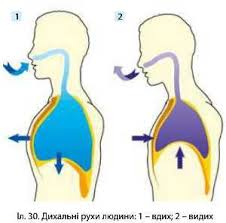 1 2
Іл. 30. Дихальні рухи людини: 1 – вдих; 2 – видих